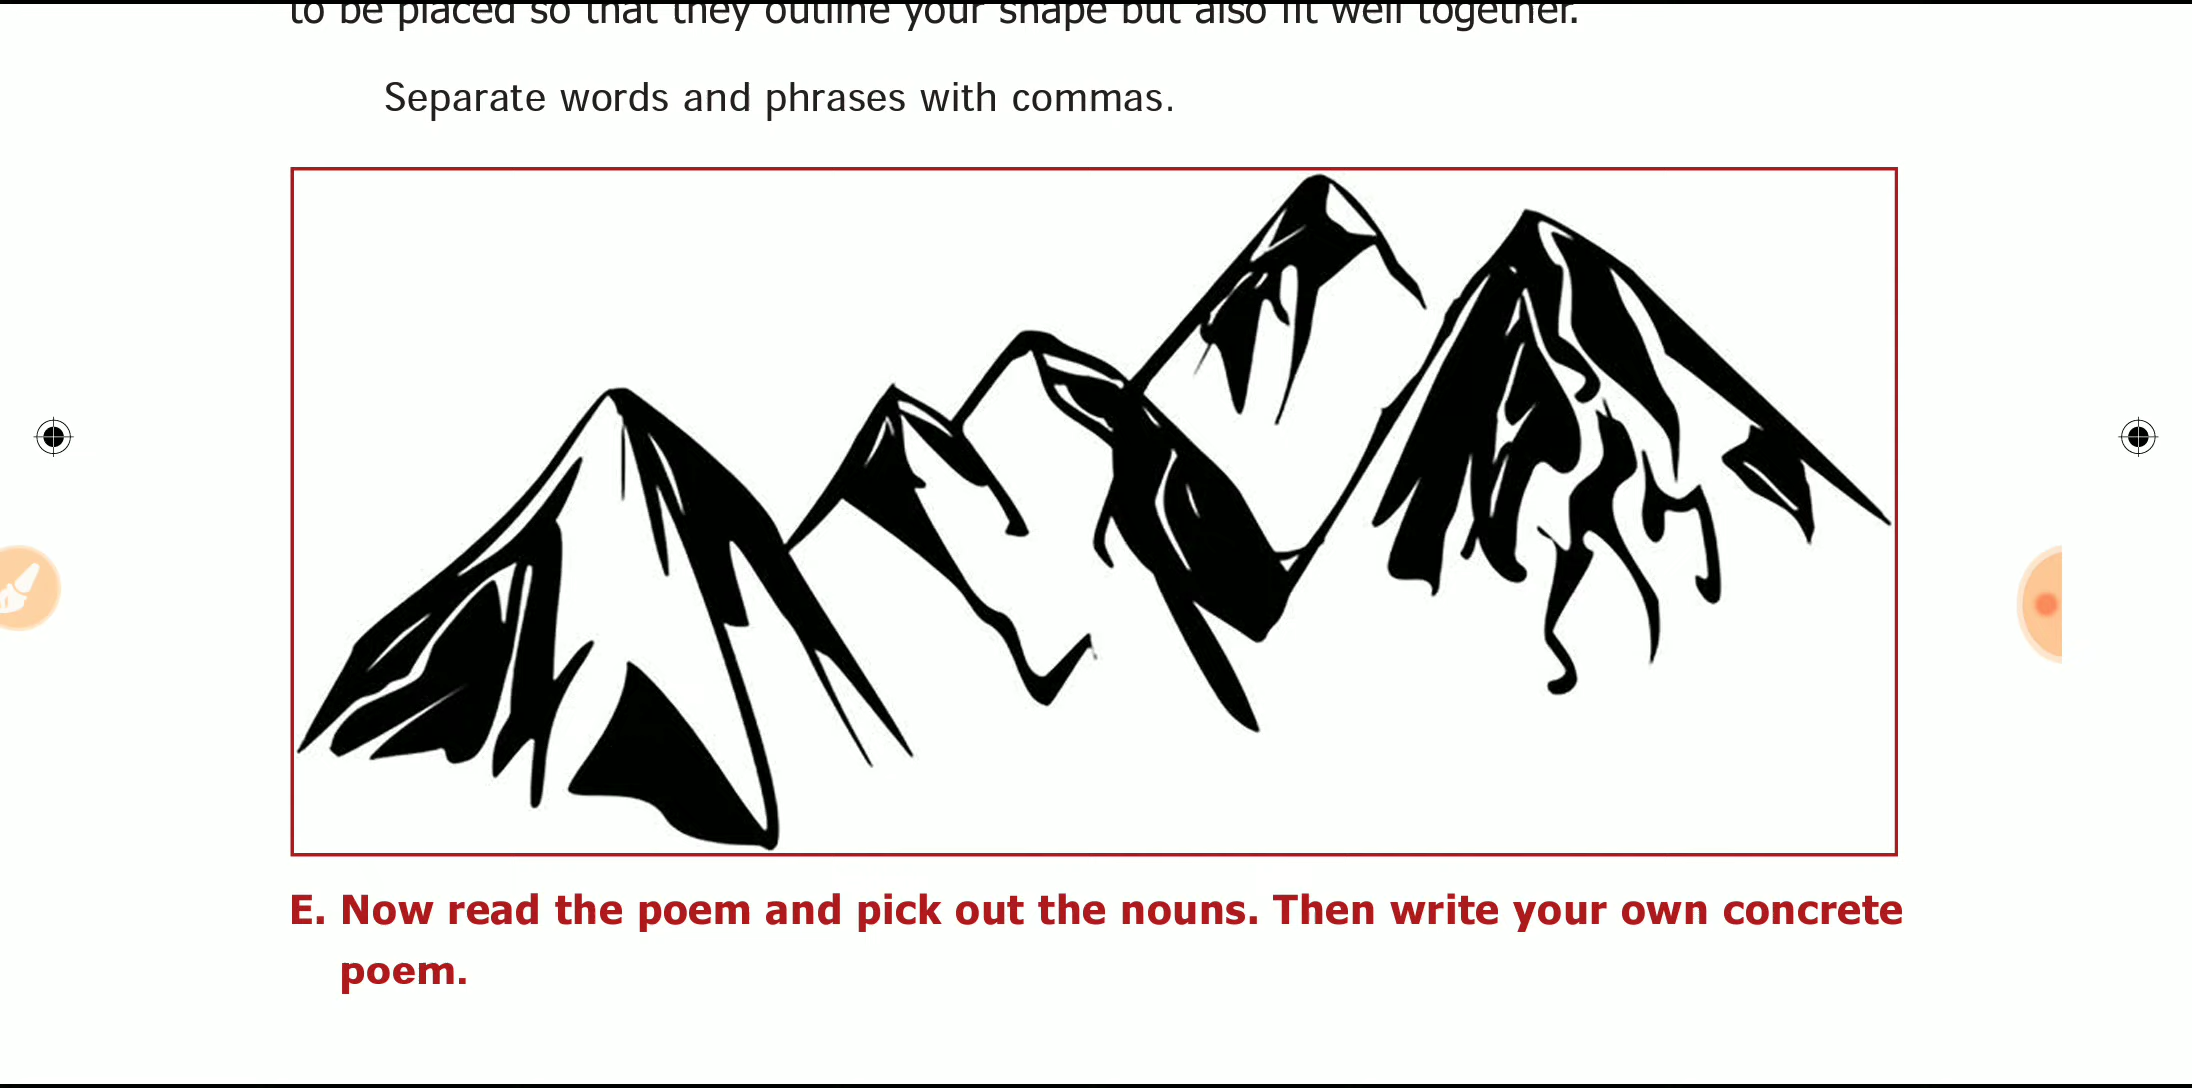 to be placed so that they outline your shape but also fit well together.
Separate words and phrases with commas.
E. Now read the poem and pick out the nouns. Then write your own concrete
poem.